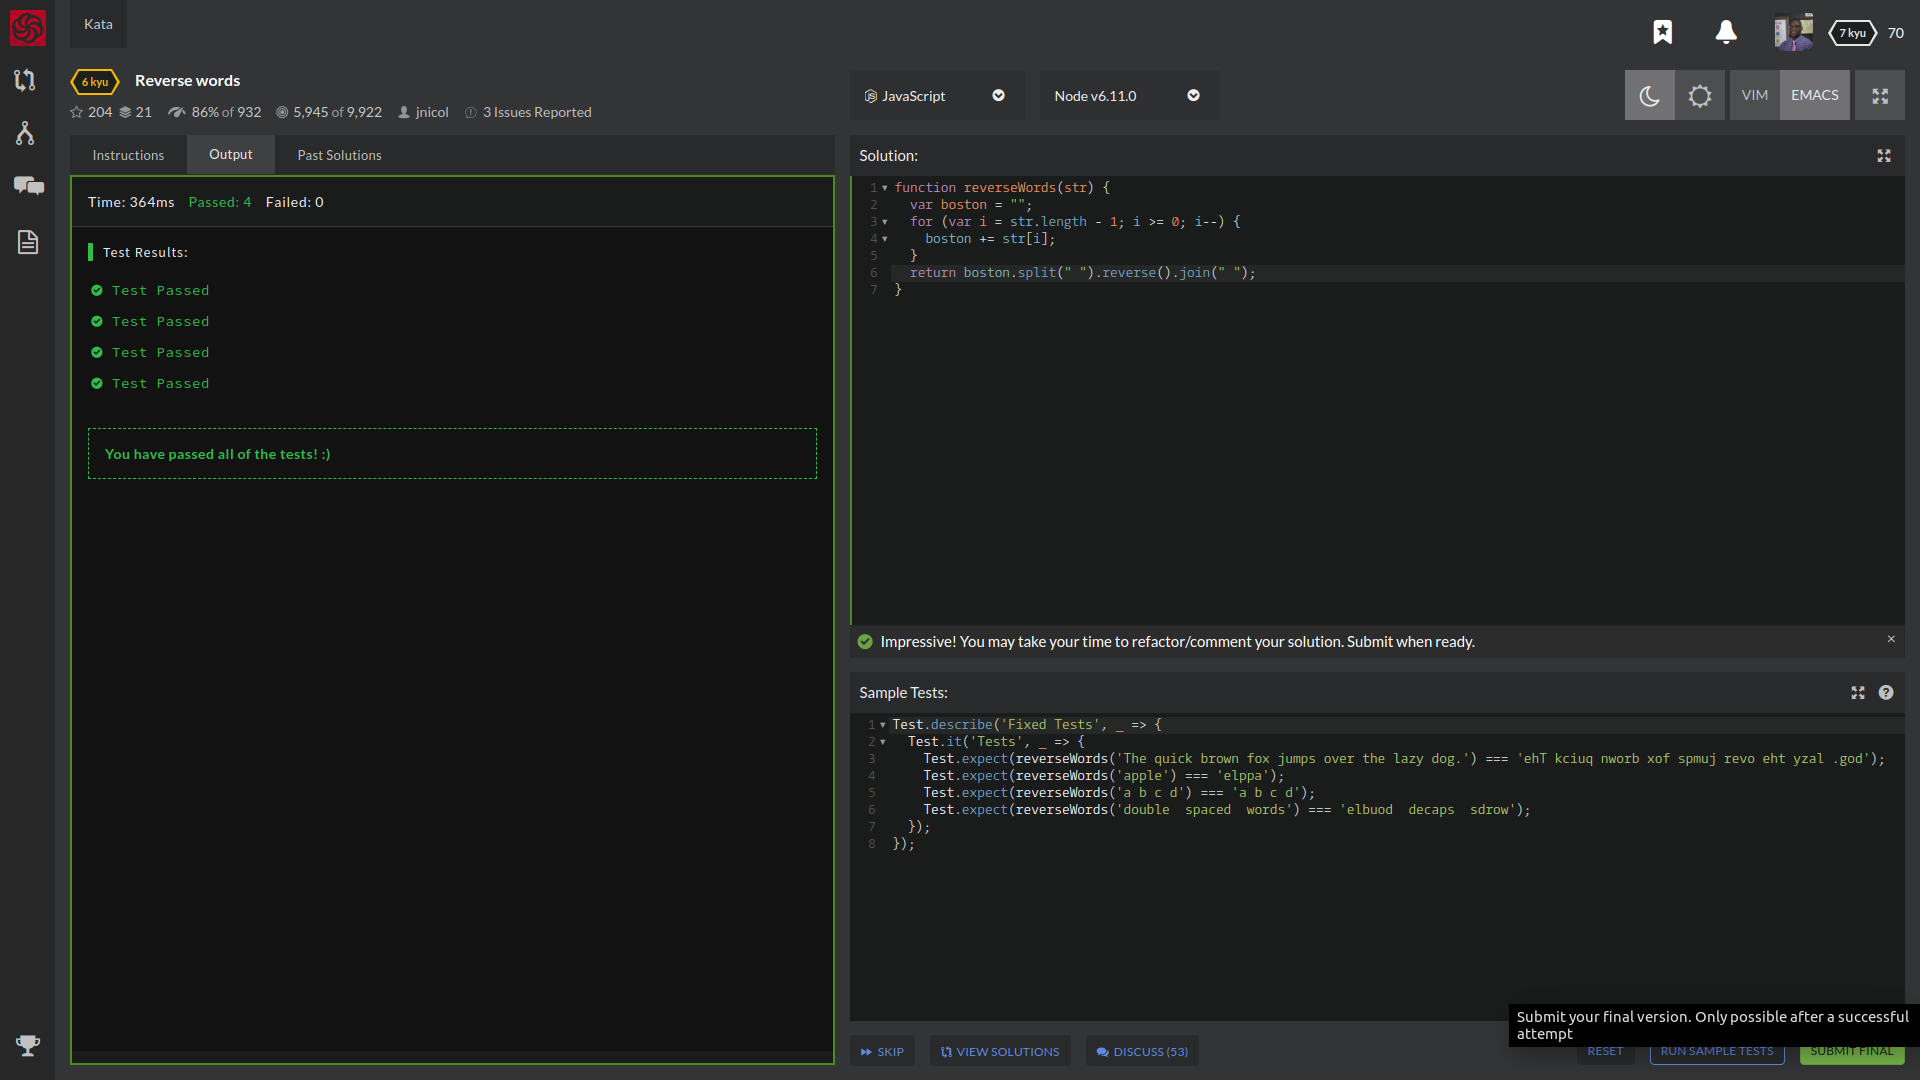 Kata
7 kyu 70
6 kyu Reverse words
204 21 86% of 932 5,945 of 9,922 jnicol 3 Issues Reported
JavaScript Node v6.11.0
VIM EMACS
Instructions Output Past Solutions
Time: 364ms Passed: 4 Failed: 0
Test Results:
Test Passed
Test Passed
Test Passed
Test Passed
You have passed all of the tests! :)
Solution:
1 function reverseWords(str) {
2 var boston = "";
3 for (var i = str.length - 1; i >= 0; i--) {
4 boston += str[i];
5 }
6 return boston.split(" ").reverse().join(" ");
7 }
Impressive! You may take your time to refactor/comment your solution. Submit when ready. ×
Sample Tests:
1 Test.describe('Fixed Tests', _ => {
2 Test.it('Tests', _ => {
3 Test.expect(reverseWords('The quick brown fox jumps over the lazy dog.') === 'ehT kciuq nworb xof spmuj revo eht yzal .god');
4 Test.expect(reverseWords('apple') === 'elppa');
5 Test.expect(reverseWords('a b c d') === 'a b c d');
6 Test.expect(reverseWords('double  spaced  words') === 'elbuod  decaps  sdrow');
7 });
8 });
Submit your final version. Only possible after a successful
attempt
SKIP VIEW SOLUTIONS DISCUSS (53) RESET RUN SAMPLE TESTS SUBMIT FINAL